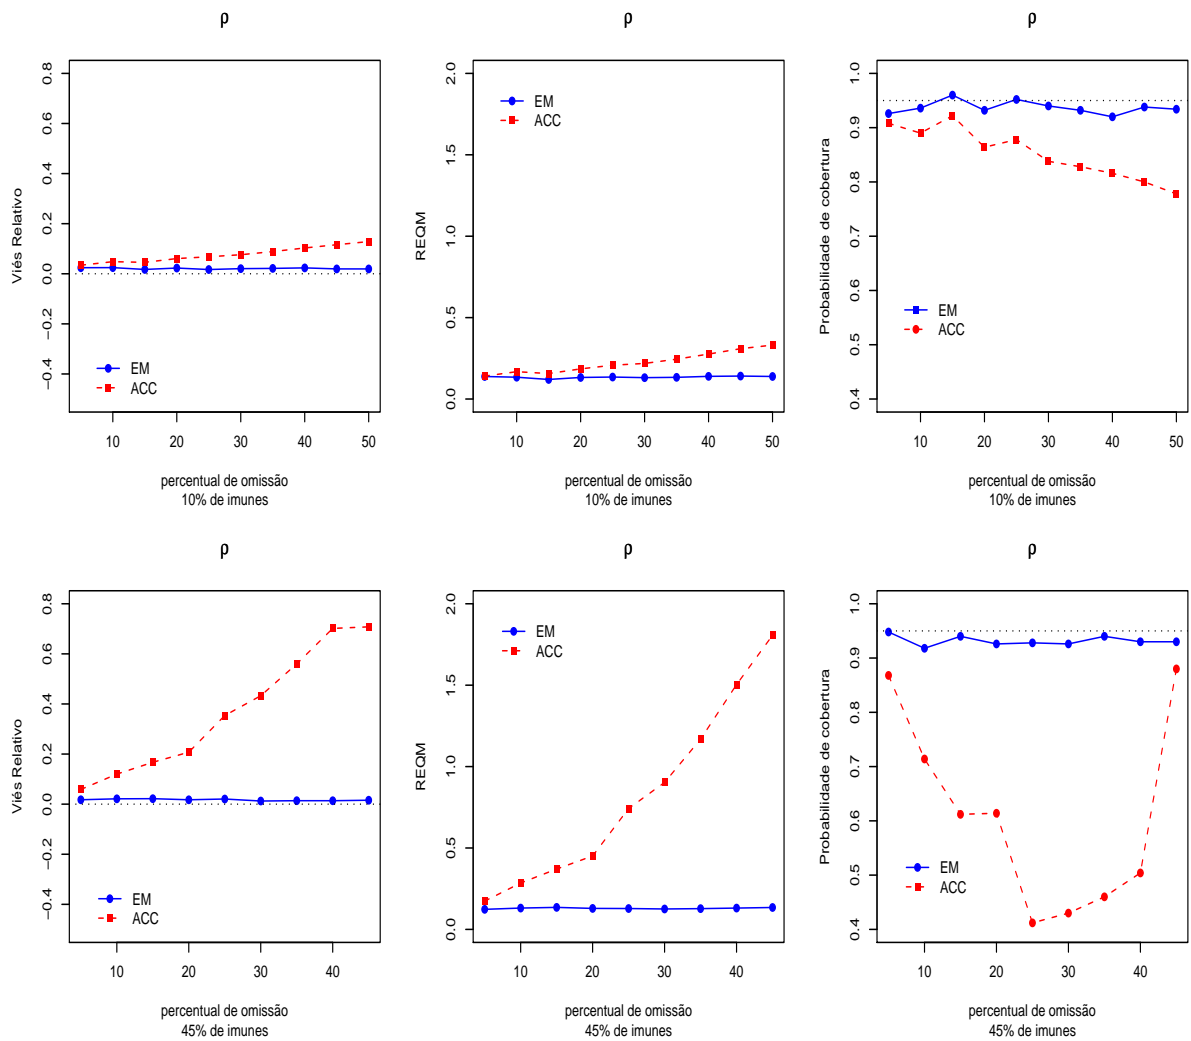 ρ
Viés Relativo
0.8
0.6
0.4
0.2
0.0
−0.2
−0.4
EM
ACC
10 20 30 40 50
percentual de omissão
10% de imunes
ρ
REQM
2.0
1.5
1.0
0.5
0.0
EM
ACC
10 20 30 40 50
percentual de omissão
10% de imunes
ρ
Probabilidade de cobertura
1.0
0.9
0.8
0.7
0.6
0.5
0.4
EM
ACC
10 20 30 40 50
percentual de omissão
10% de imunes
ρ
Viés Relativo
0.8
0.6
0.4
0.2
0.0
−0.2
−0.4
EM
ACC
10 20 30 40
percentual de omissão
45% de imunes
REQM
2.0
1.5
1.0
0.5
0.0
EM
ACC
10 20 30 40
percentual de omissão
45% de imunes
ρ
Probabilidade de cobertura
1.0
0.9
0.8
0.7
0.6
0.5
0.4
EM
ACC
10 20 30 40
percentual de omissão
45% de imunes